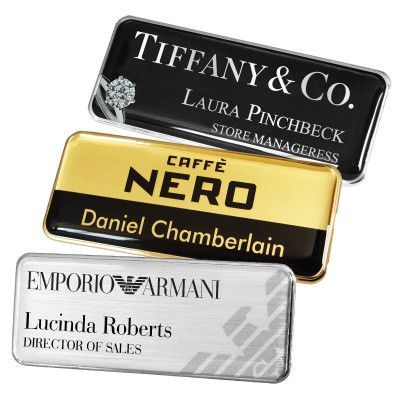 TIFFANY & CO.
LAURA PINCHBECK
STORE MANAGERESS
CAFFÈ
NERO
Daniel Chamberlain
EMPORIO ARMANI
Lucinda Roberts
DIRECTOR OF SALES